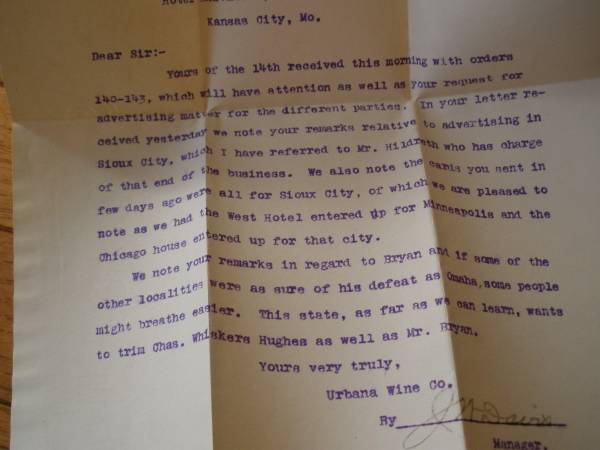 Hotel
Kansas City, Mo.
Dear Sir:-
Yours of the 14th received this morning with orders
140-143, which will have attention as well as your request for
advertising matter for the different parties. In your letter re-
ceived yesterday we note your remarks relative to advertising in
Sioux City, which I have referred to Mr. Hildreth who has charge
of that end of the business. We also note the cards you sent in
few days ago were all for Sioux City, of which we are pleased to
note as we had the West Hotel entered up for Minneapolis and the
Chicago house entered up for that city.
We note your remarks in regard to Bryan and if some of the
other localities were as sure of his defeat as Omaha, some people
might breathe easier. This state, as far as we can learn, wants
to trim Chas. Whiskers Hughes as well as Mr. Bryan.
Yours very truly,
Urbana Wine Co.
By J M Davis
Manager.